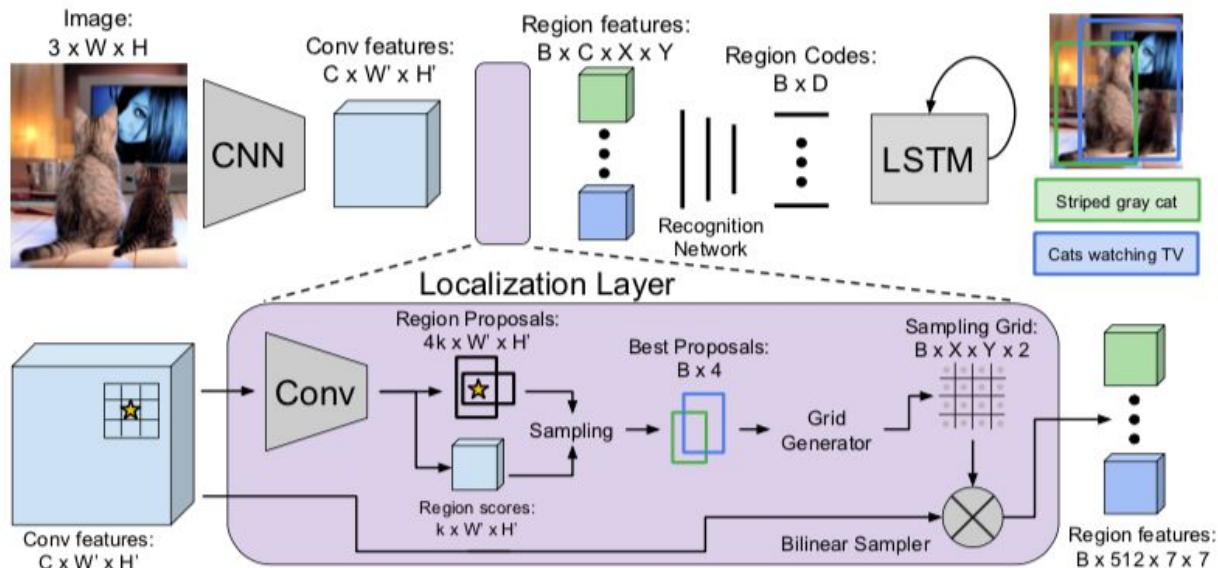 Image:
3 x W x H
Conv features:
C x W' x H'
Region features:
B x C x X x Y
Region Codes:
B x D
CNN
LSTM
Recognition
Network
Striped gray cat
Cats watching TV
Localization Layer
Region Proposals:
4k x W' x H'
Conv
Sampling
Region scores:
k x W' x H'
Best Proposals:
B x 4
Grid
Generator
Sampling Grid:
B x X x Y x 2
Bilinear Sampler
Conv features:
C x W' x H'
Region features:
B x 512 x 7 x 7